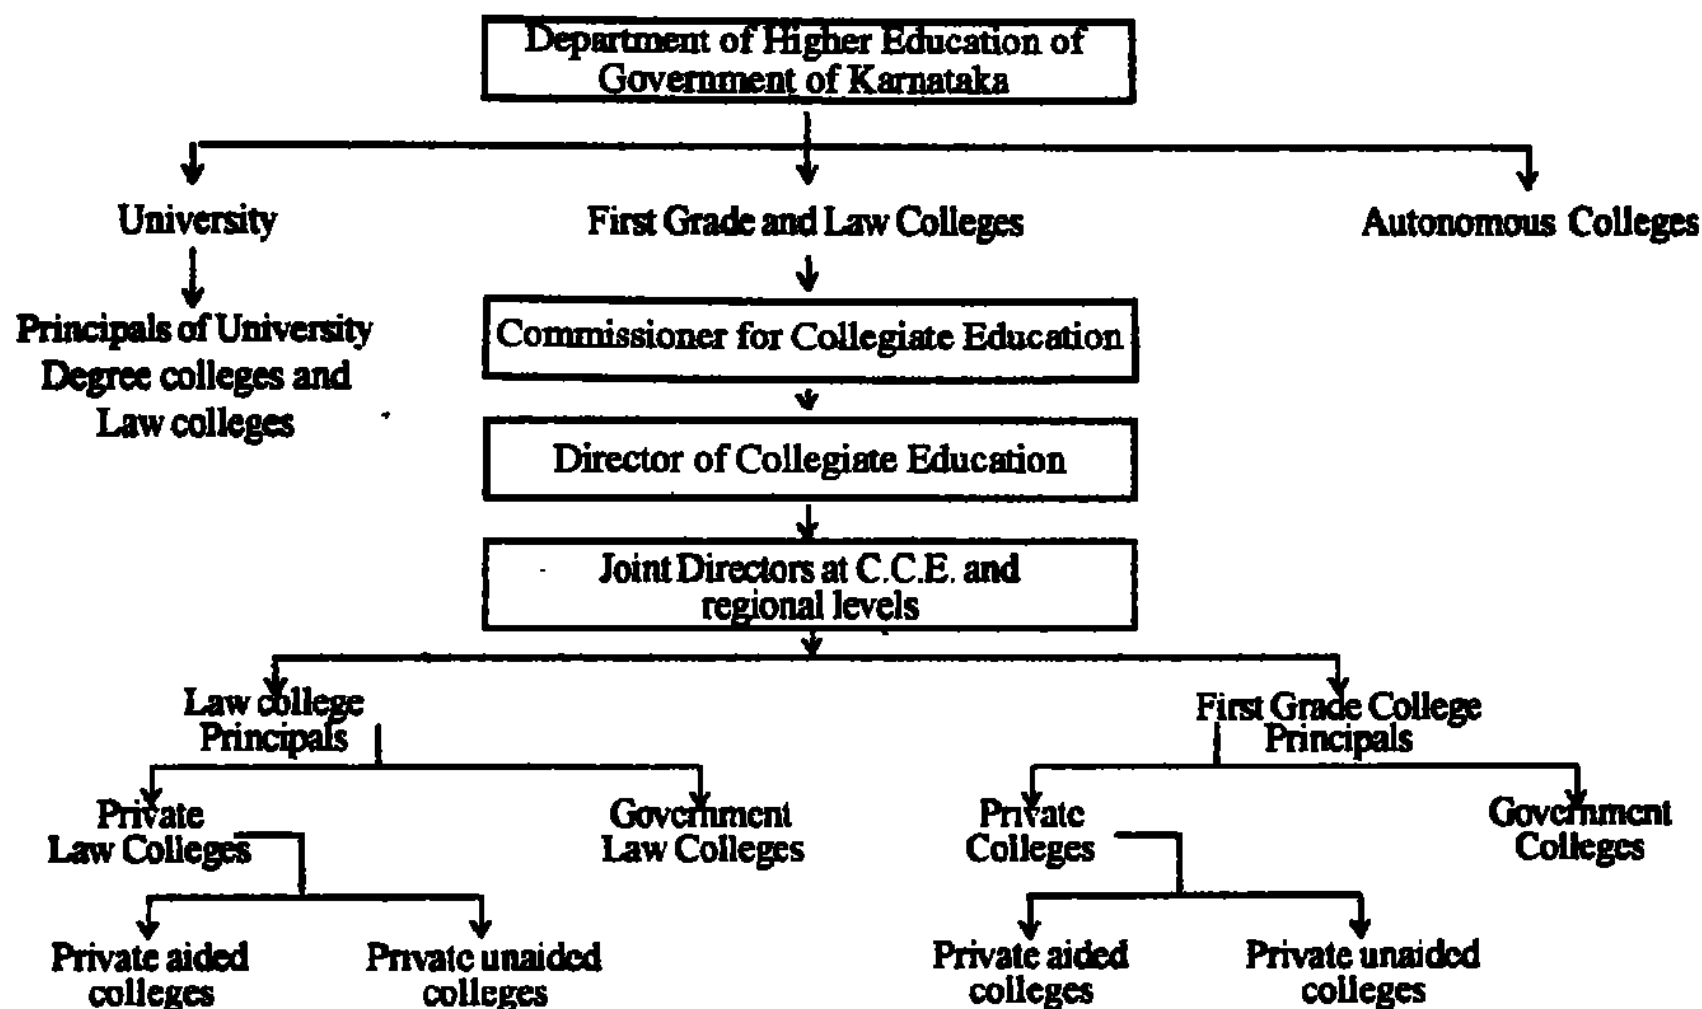 Department of Higher Education of
Government of Karnataka
University
First Grade and Law Colleges
Autonomous Colleges
Principals of University
Degree colleges and
Law colleges
Commissioner for Collegiate Education
Director of Collegiate Education
Joint Directors at C.C.E. and
regional levels
Law college
Principals
First Grade College
Principals
Private
Law Colleges
Government
Law Colleges
Private
Colleges
Government
Colleges
Private aided
colleges
Private unaided
colleges
Private aided
colleges
Private unaided
colleges